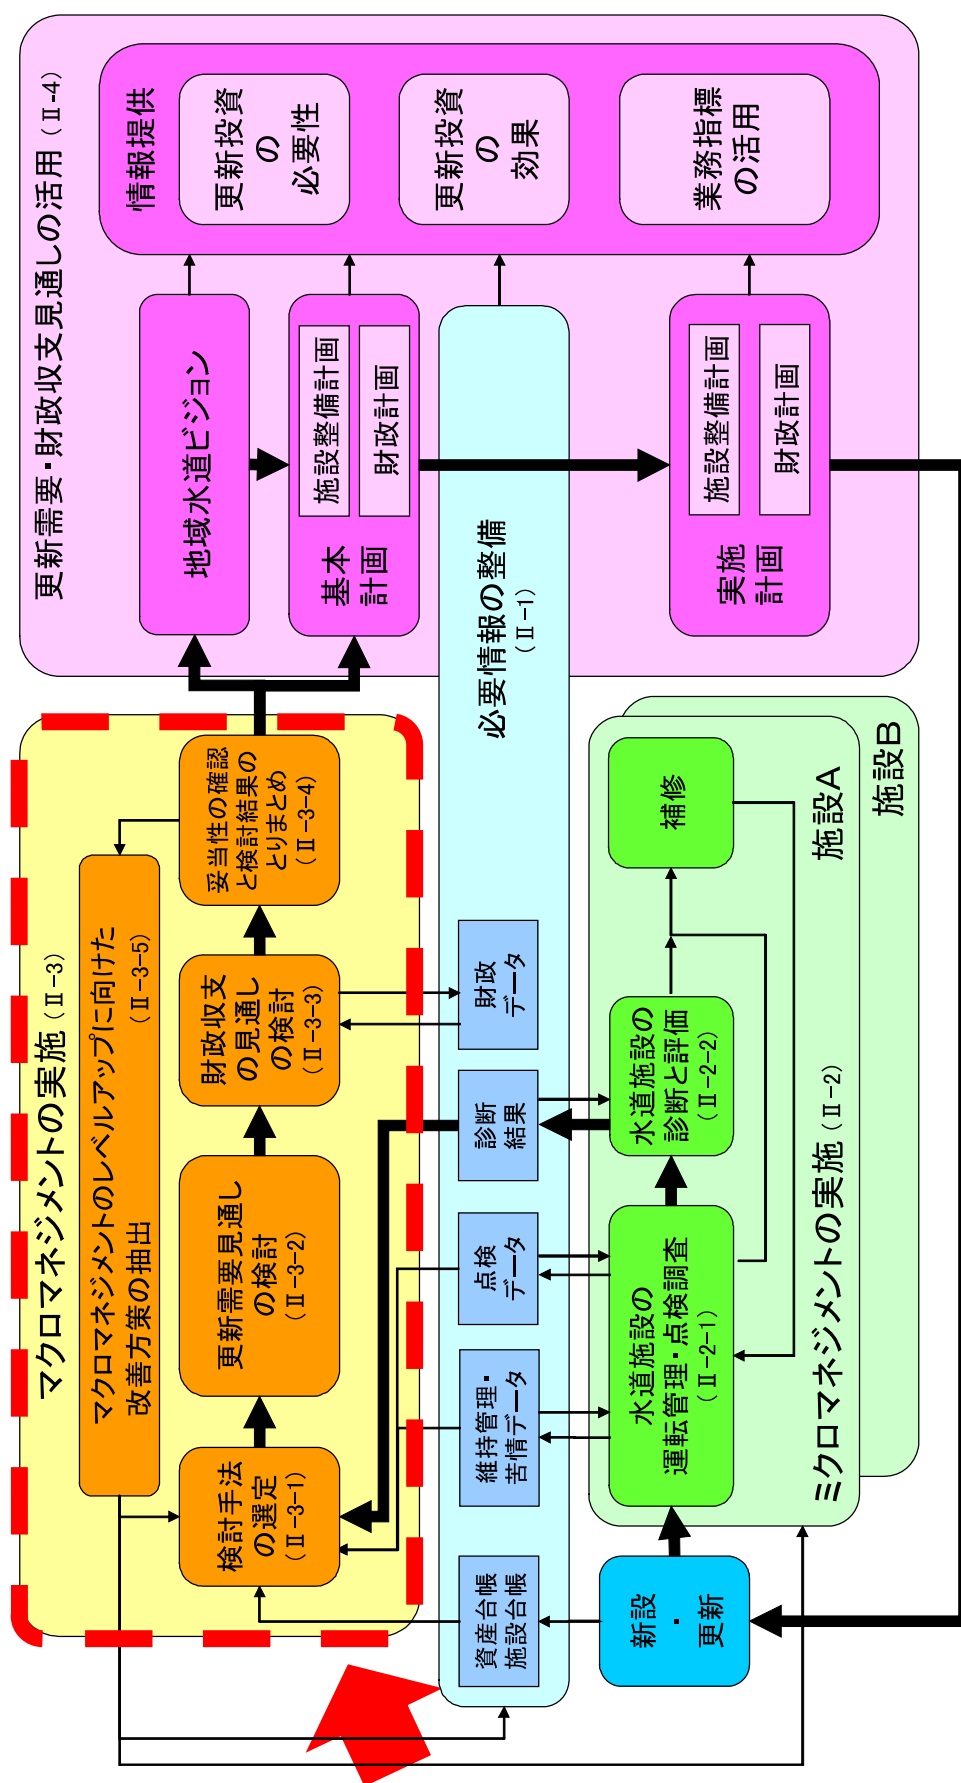 マクロマネジメントの実施(Ⅱ-3)
マクロマネジメントのレベルアップに向けた
改善方策の抽出
(Ⅱ-3-5)
検討手法
の選定
(Ⅱ-3-1)
更新需要見通し
の検討
(Ⅱ-3-2)
財政収支
の見通し
の検討
(Ⅱ-3-3)
妥当性の確認
と検討結果の
とりまとめ
(Ⅱ-3-4)
更新需要・財政収支見通しの活用(Ⅱ-4)
地域水道ビジョン
基本
計画
施設整備計画
財政計画
実施
計画
施設整備計画
財政計画
情報提供
更新投資
の
必要性
更新投資
の
効果
業務指標
の活用
必要情報の整備
(Ⅱ-1)
資産台帳
施設台帳
維持管理・
苦情データ
点検
データ
診断
結果
財政
データ
新設
・
更新
水道施設の
運転管理・点検調査
(Ⅱ-2-1)
水道施設の
診断と評価
(Ⅱ-2-2)
補修
ミクロマネジメントの実施(Ⅱ-2)
施設A
施設B